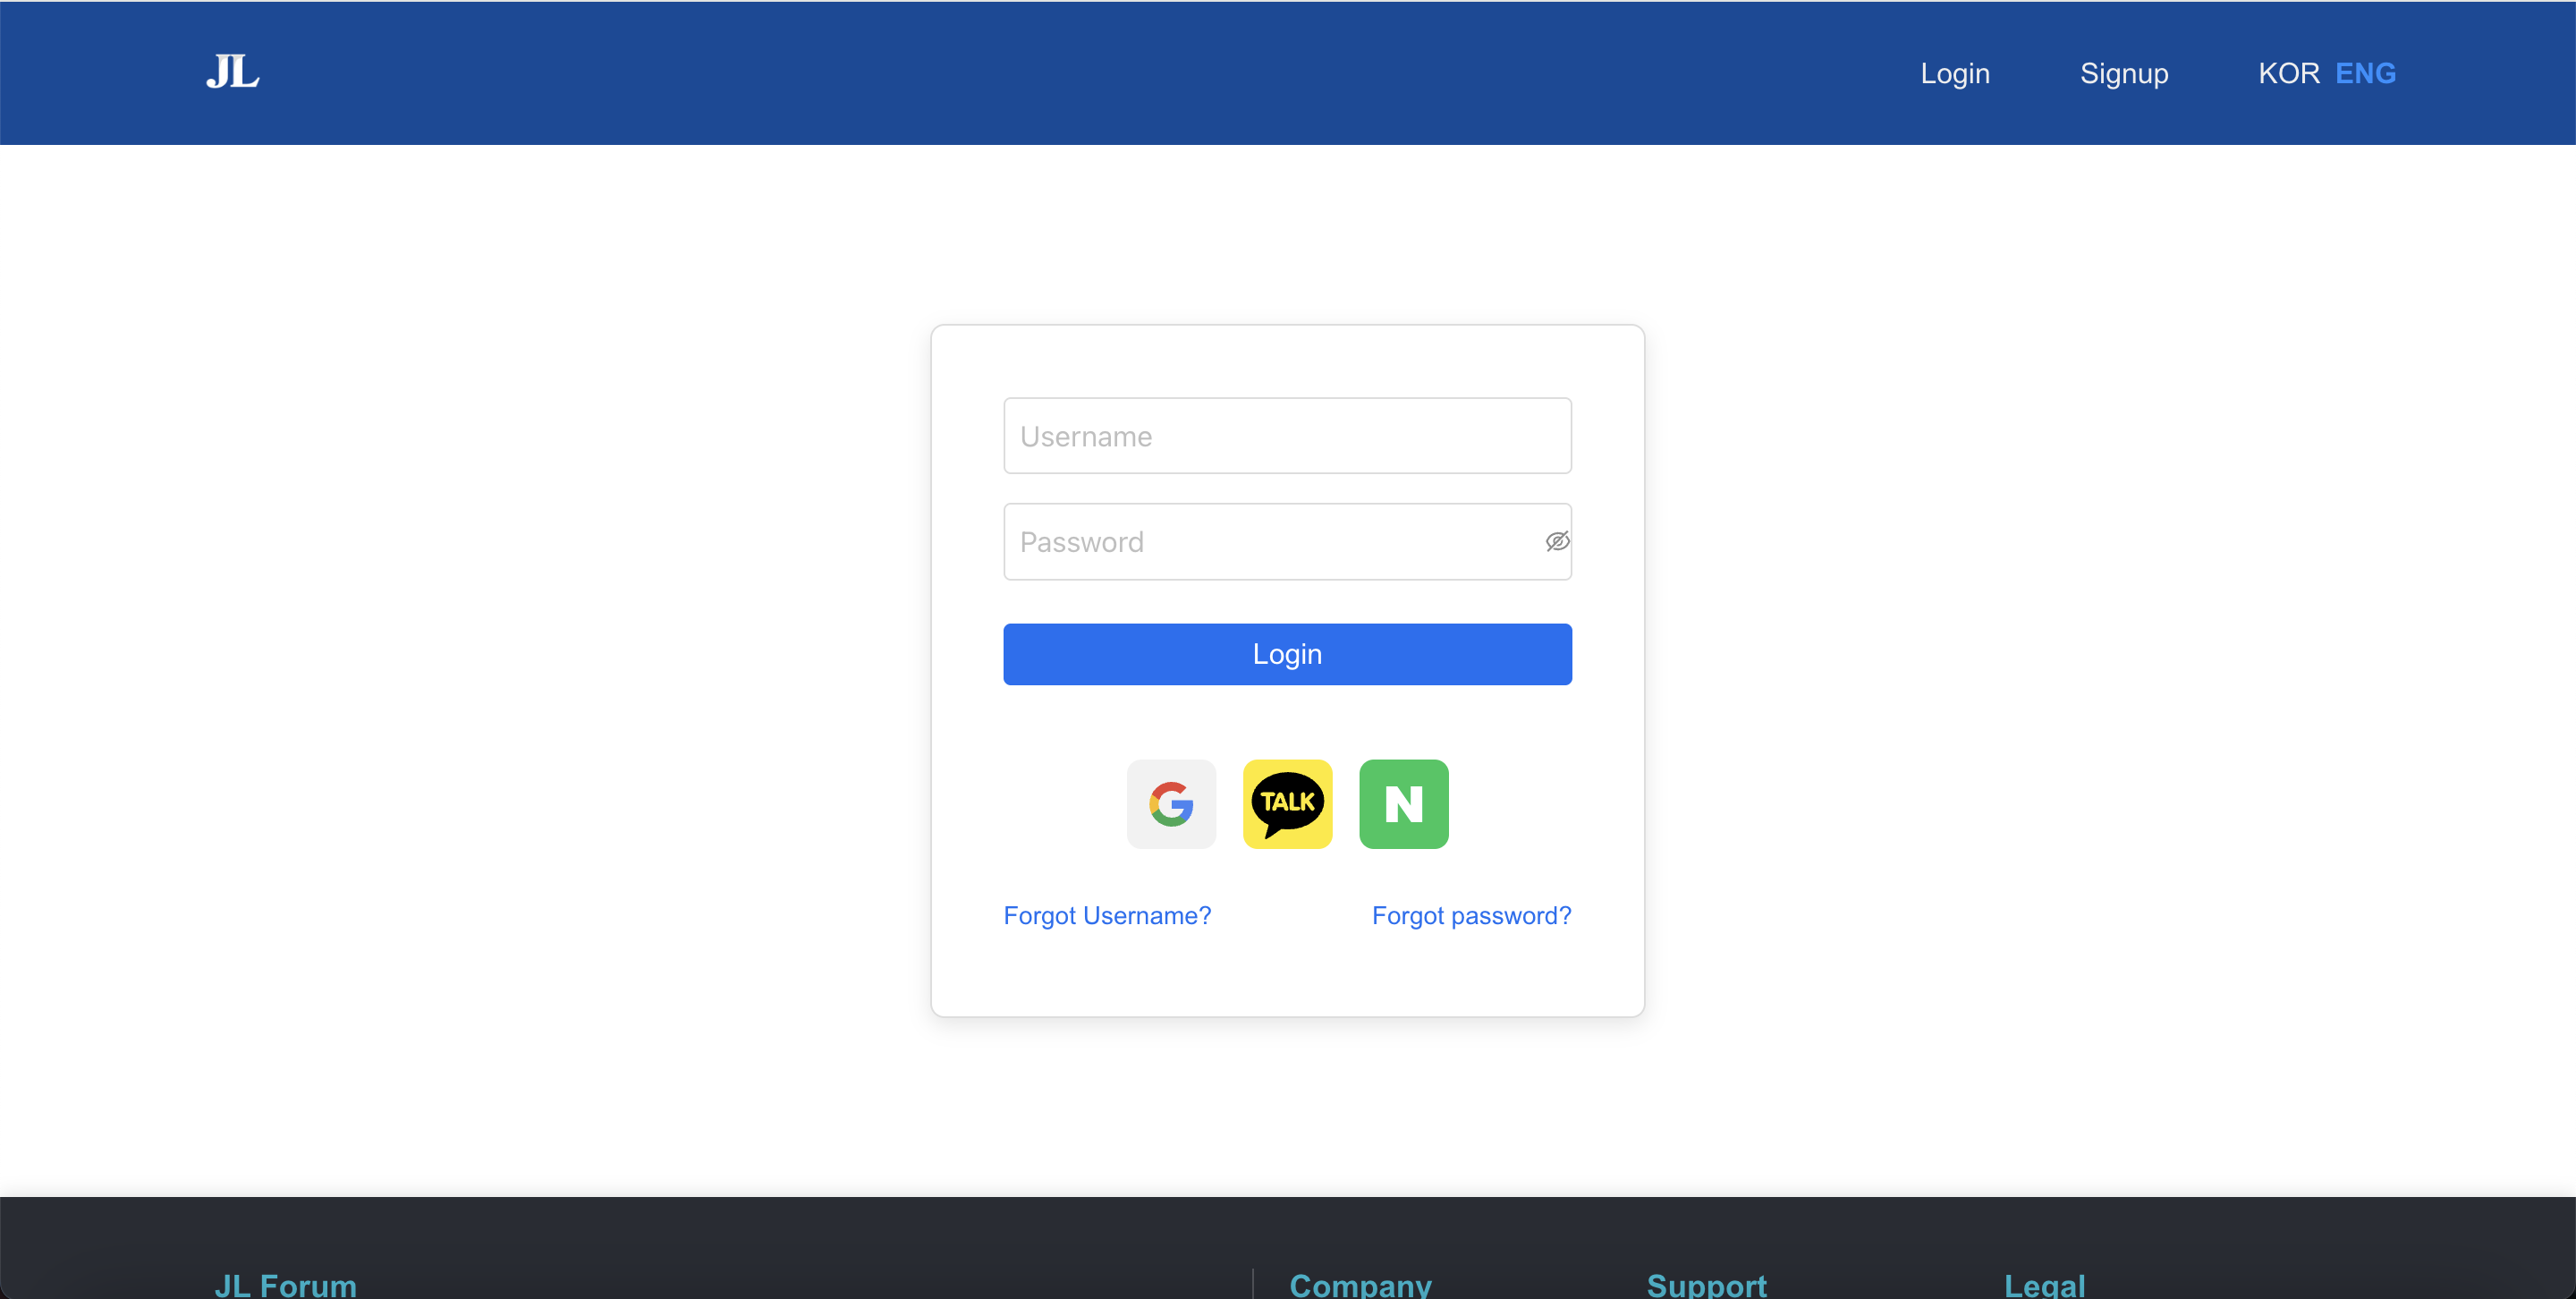 JL
Login Signup KOR ENG
Username
Password
Login
TALK
N
Forgot Username? Forgot password?
JL Forum Company Support Legal